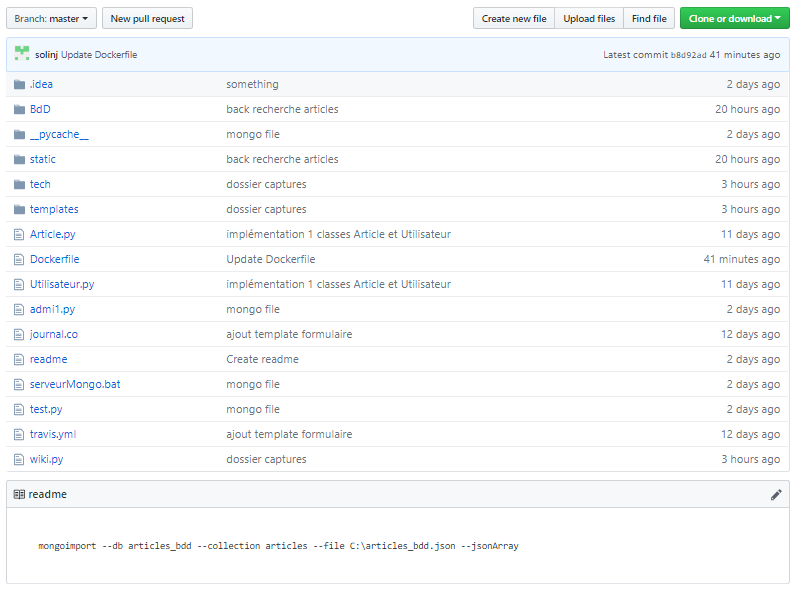 Branch: master New pull request Create new file Upload files Find file Clone or download
solinj Update Dockerfile Latest commit b8d92ad 41 minutes ago
.idea something 2 days ago
BdD back recherche articles 20 hours ago
__pycache__ mongo file 2 days ago
static back recherche articles 20 hours ago
tech dossier captures 3 hours ago
templates dossier captures 3 hours ago
Article.py implémentation 1 classes Article et Utilisateur 11 days ago
Dockerfile Update Dockerfile 41 minutes ago
Utilisateur.py implémentation 1 classes Article et Utilisateur 11 days ago
admi1.py mongo file 2 days ago
journal.co ajout template formulaire 12 days ago
readme Create readme 2 days ago
serveurMongo.bat mongo file 2 days ago
test.py mongo file 2 days ago
travis.yml ajout template formulaire 12 days ago
wiki.py dossier captures 3 hours ago
readme
mongoimport --db articles_bdd --collection articles --file C:\articles_bdd.json --jsonArray